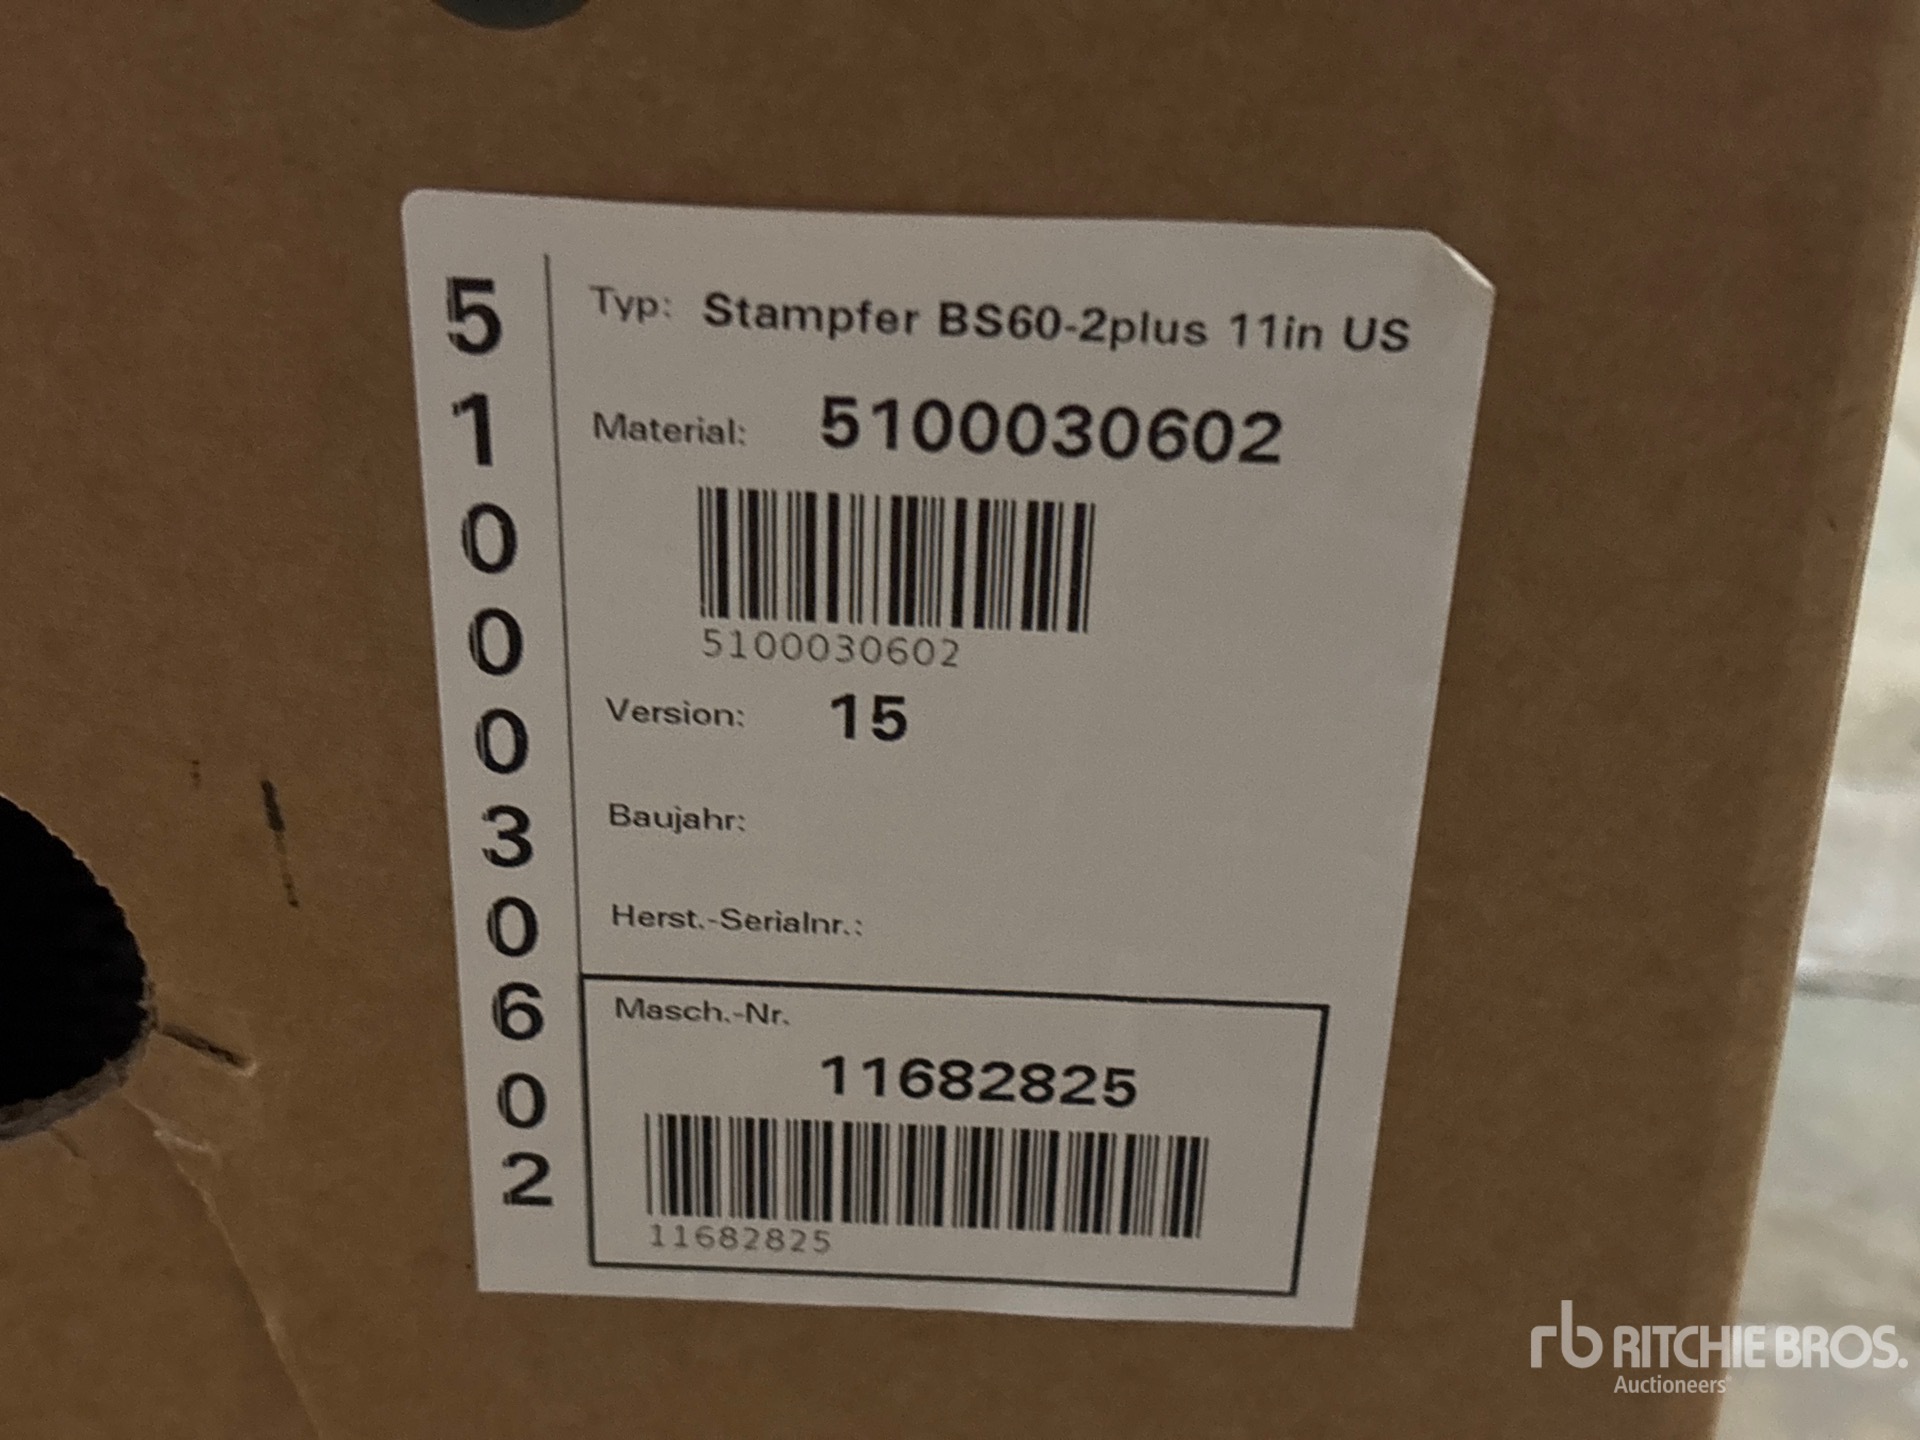 5100030602
Typ: Stampfer BS60-2plus 11in US
Material: 5100030602
5100030602
Version: 15
Baujahr:
Herst.-Serialnr.:
Masch.-Nr.
11682825
11682825
rb RITCHIE BROS.
Auctioneers